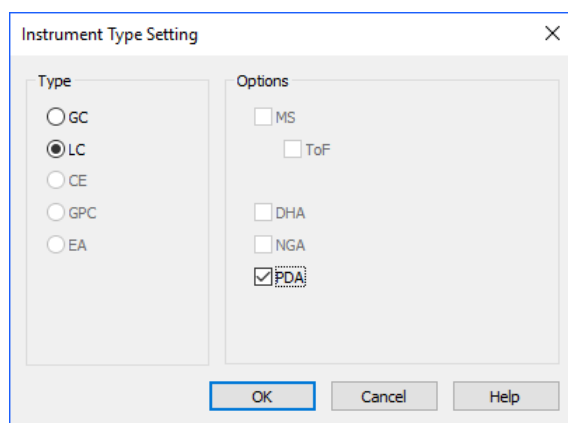 Instrument Type Setting
Type
GC
LC
CE
GPC
EA
Options
MS
ToF
DHA
NGA
PDA
OK
Cancel
Help